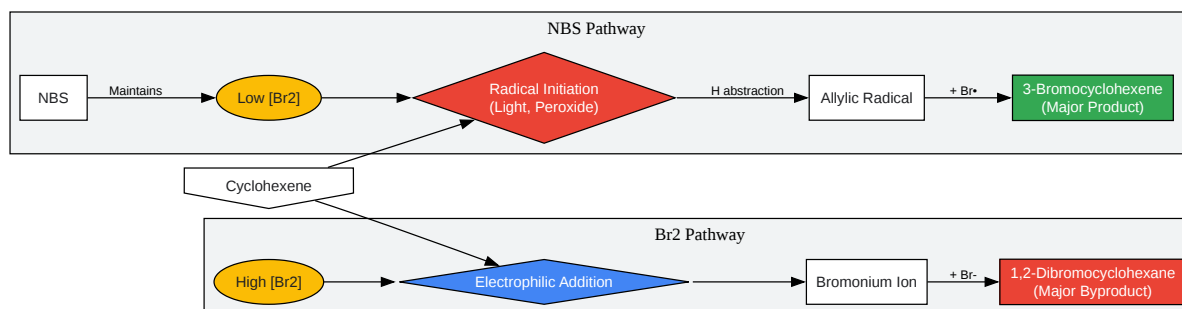 NBS Pathway
NBS
Maintains
Low [Br2]
Radical Initiation
(Light, Peroxide)
H abstraction
Allylic Radical
+ Br•
3-Bromocyclohexene
(Major Product)
Cyclohexene
Br2 Pathway
High [Br2]
Electrophilic Addition
Bromonium Ion
+ Br-
1,2-Dibromocyclohexane
(Major Byproduct)